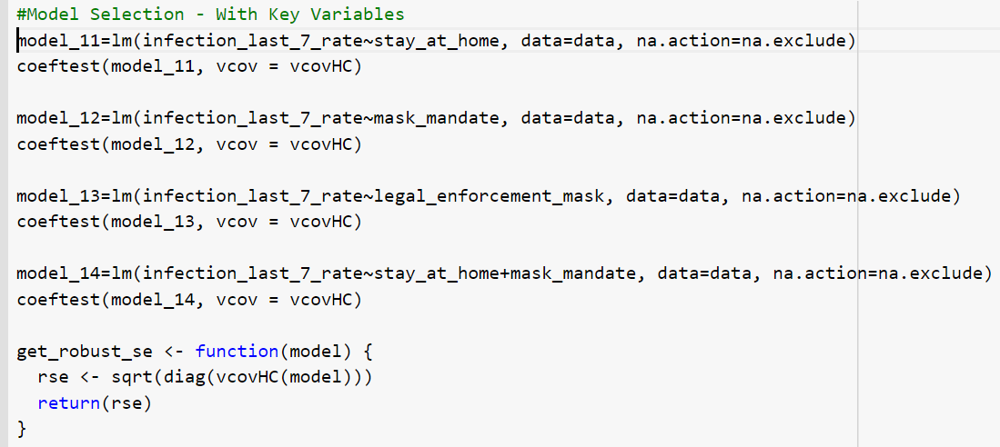 #Model Selection - With Key Variables
model_11=lm(infection_last_7_rate~stay_at_home, data=data, na.action=na.exclude)
coeftest(model_11, vcov = vcovHC)

model_12=lm(infection_last_7_rate~mask_mandate, data=data, na.action=na.exclude)
coeftest(model_12, vcov = vcovHC)

model_13=lm(infection_last_7_rate~legal_enforcement_mask, data=data, na.action=na.exclude)
coeftest(model_13, vcov = vcovHC)

model_14=lm(infection_last_7_rate~stay_at_home+mask_mandate, data=data, na.action=na.exclude)
coeftest(model_14, vcov = vcovHC)

get_robust_se <- function(model) {
  rse <- sqrt(diag(vcovHC(model)))
  return(rse)
}